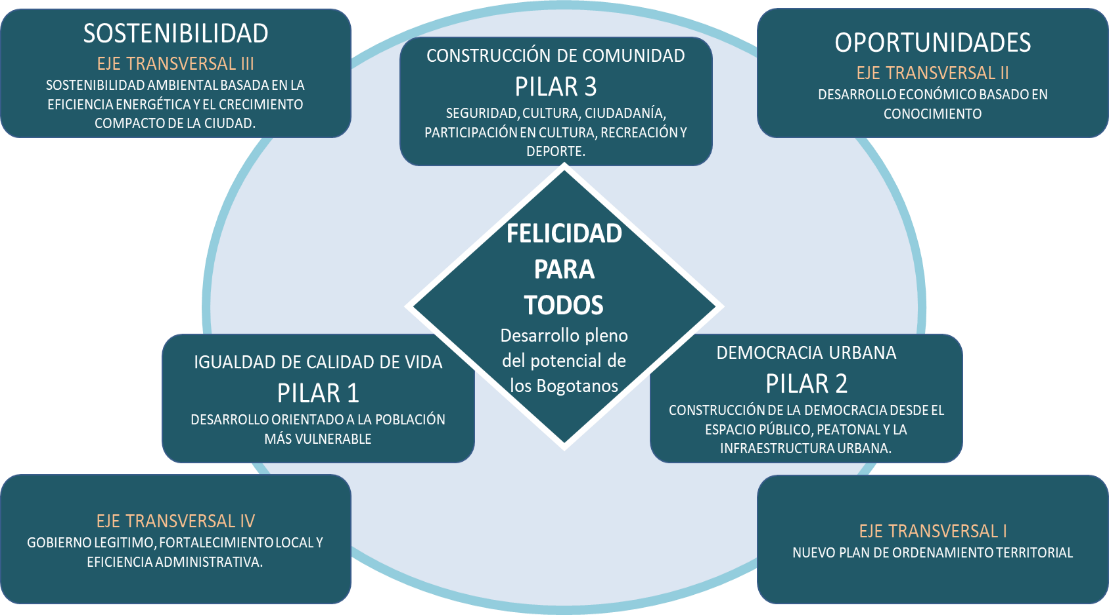 SOSTENIBILIDAD
EJE TRANSVERSAL III
SOSTENIBILIDAD AMBIENTAL BASADA EN LA
EFICIENCIA ENERGÉTICA Y EL CRECIMIENTO
COMPACTO DE LA CIUDAD.
CONSTRUCCIÓN DE COMUNIDAD
PILAR 3
SEGURIDAD, CULTURA, CIUDADANÍA,
PARTICIPACIÓN EN CULTURA, RECREACIÓN Y
DEPORTE.
OPORTUNIDADES
EJE TRANSVERSAL II
DESARROLLO ECONÓMICO BASADO EN
CONOCIMIENTO
FELICIDAD
PARA
TODOS
Desarrollo pleno
del potencial de
los Bogotanos
IGUALDAD DE CALIDAD DE VIDA
PILAR 1
DESARROLLO ORIENTADO A LA POBLACIÓN
MÁS VULNERABLE
DEMOCRACIA URBANA
PILAR 2
CONSTRUCCIÓN DE LA DEMOCRACIA DESDE EL
ESPACIO PÚBLICO, PEATONAL Y LA
INFRAESTRUCTURA URBANA.
EJE TRANSVERSAL IV
GOBIERNO LEGITIMO, FORTALECIMIENTO LOCAL Y
EFICIENCIA ADMINISTRATIVA.
EJE TRANSVERSAL I
NUEVO PLAN DE ORDENAMIENTO TERRITORIAL